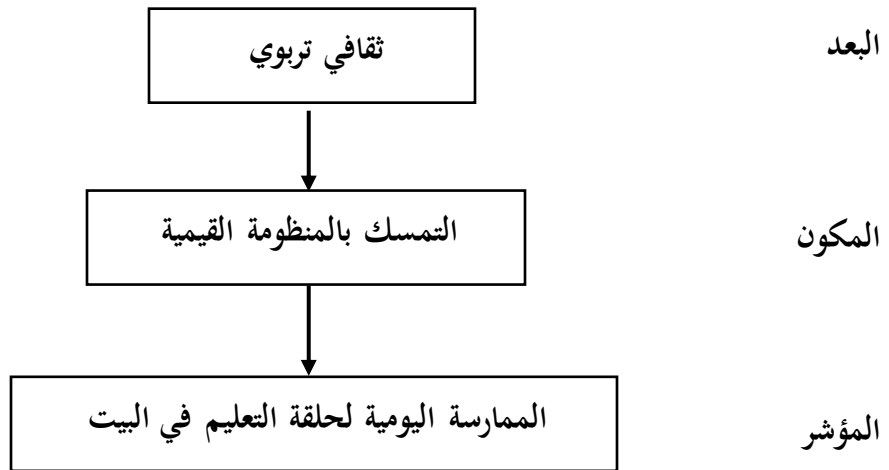 البعد
ثقافي تربوي
المكون
التمسك بالمنظومة القيمية
المؤشر
الممارسة اليومية لحلقة التعليم في البيت